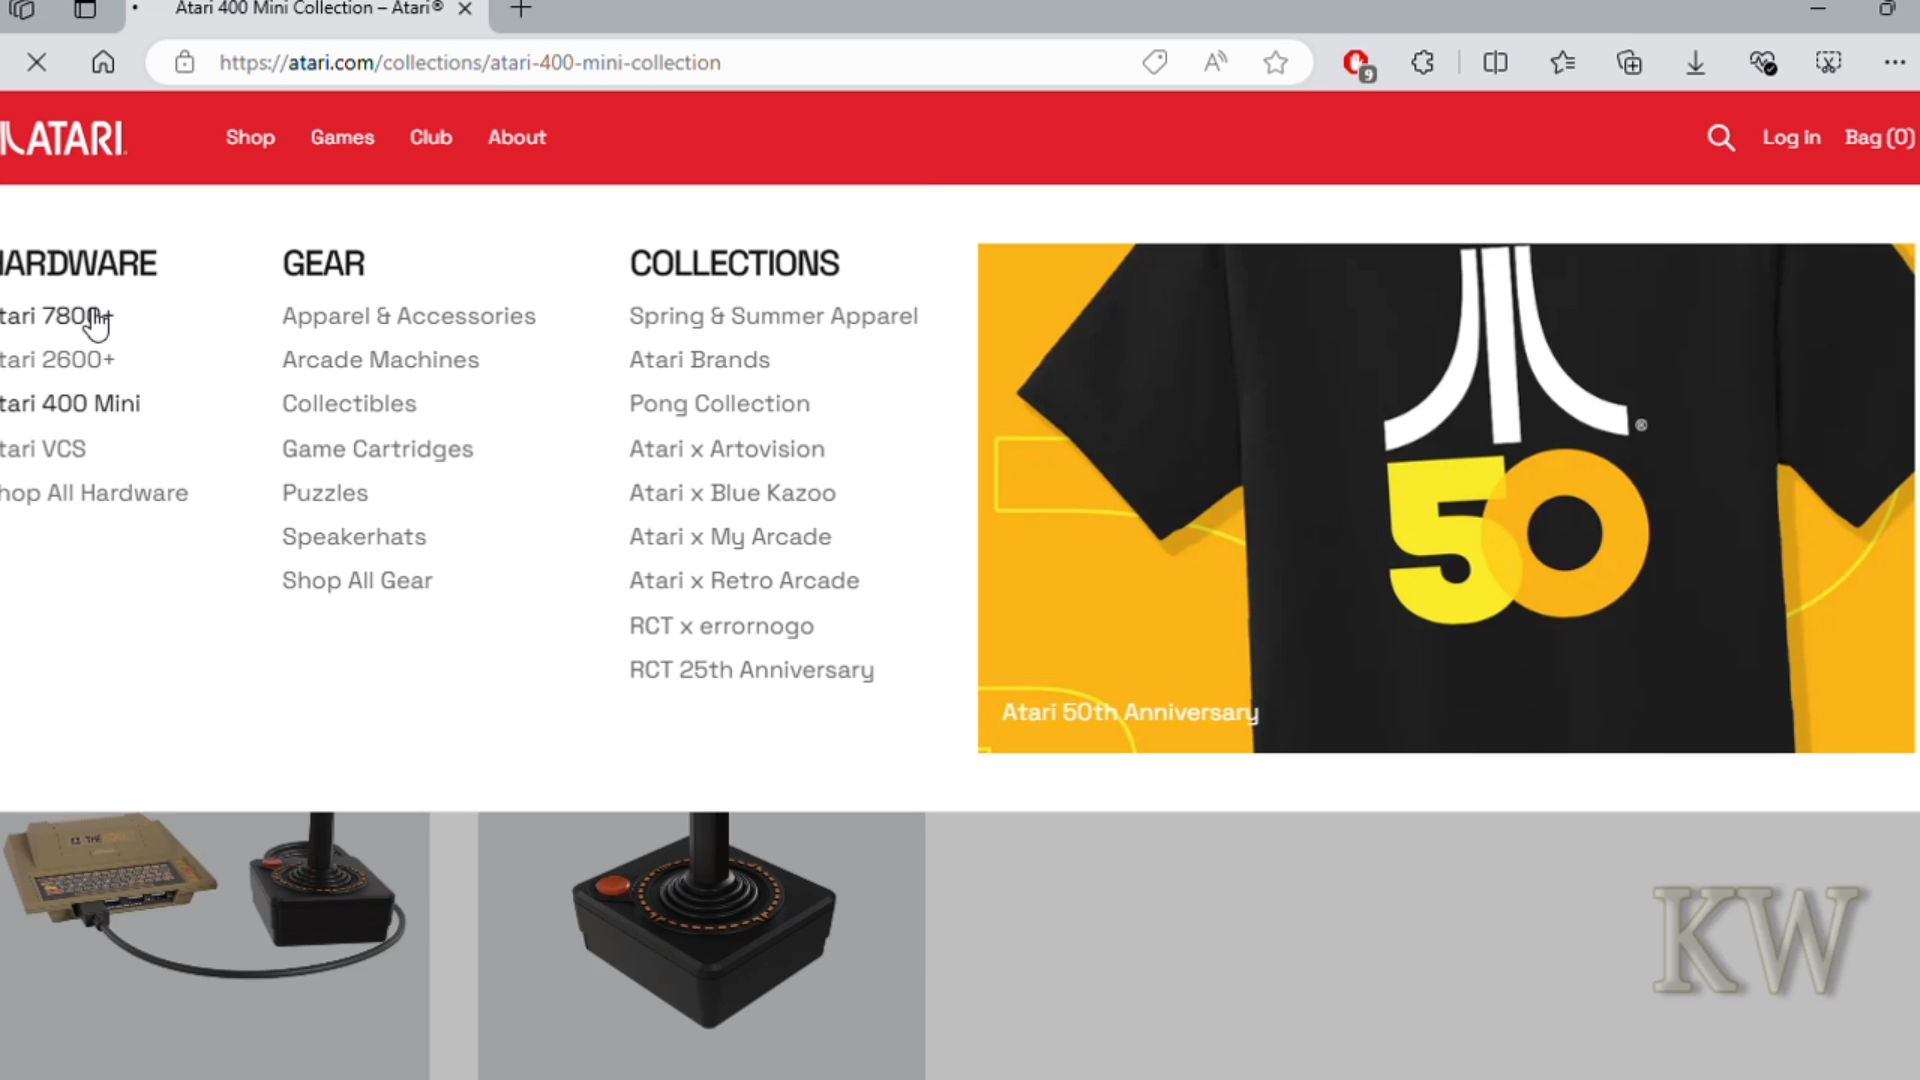 Atari 400 Mini Collection – Atari®
https://atari.com/collections/atari-400-mini-collection
9
ATARI
Shop
Games
Club
About
Log in
Bag (0)
ARDWARE
tari 7800+
tari 2600+
tari 400 Mini
tari VCS
hop All Hardware
GEAR
Apparel & Accessories
Arcade Machines
Collectibles
Game Cartridges
Puzzles
Speakerhats
Shop All Gear
COLLECTIONS
Spring & Summer Apparel
Atari Brands
Pong Collection
Atari x Artovision
Atari x Blue Kazoo
Atari x My Arcade
Atari x Retro Arcade
RCT x errornogo
RCT 25th Anniversary
®
50
Atari 50th Anniversary
KW